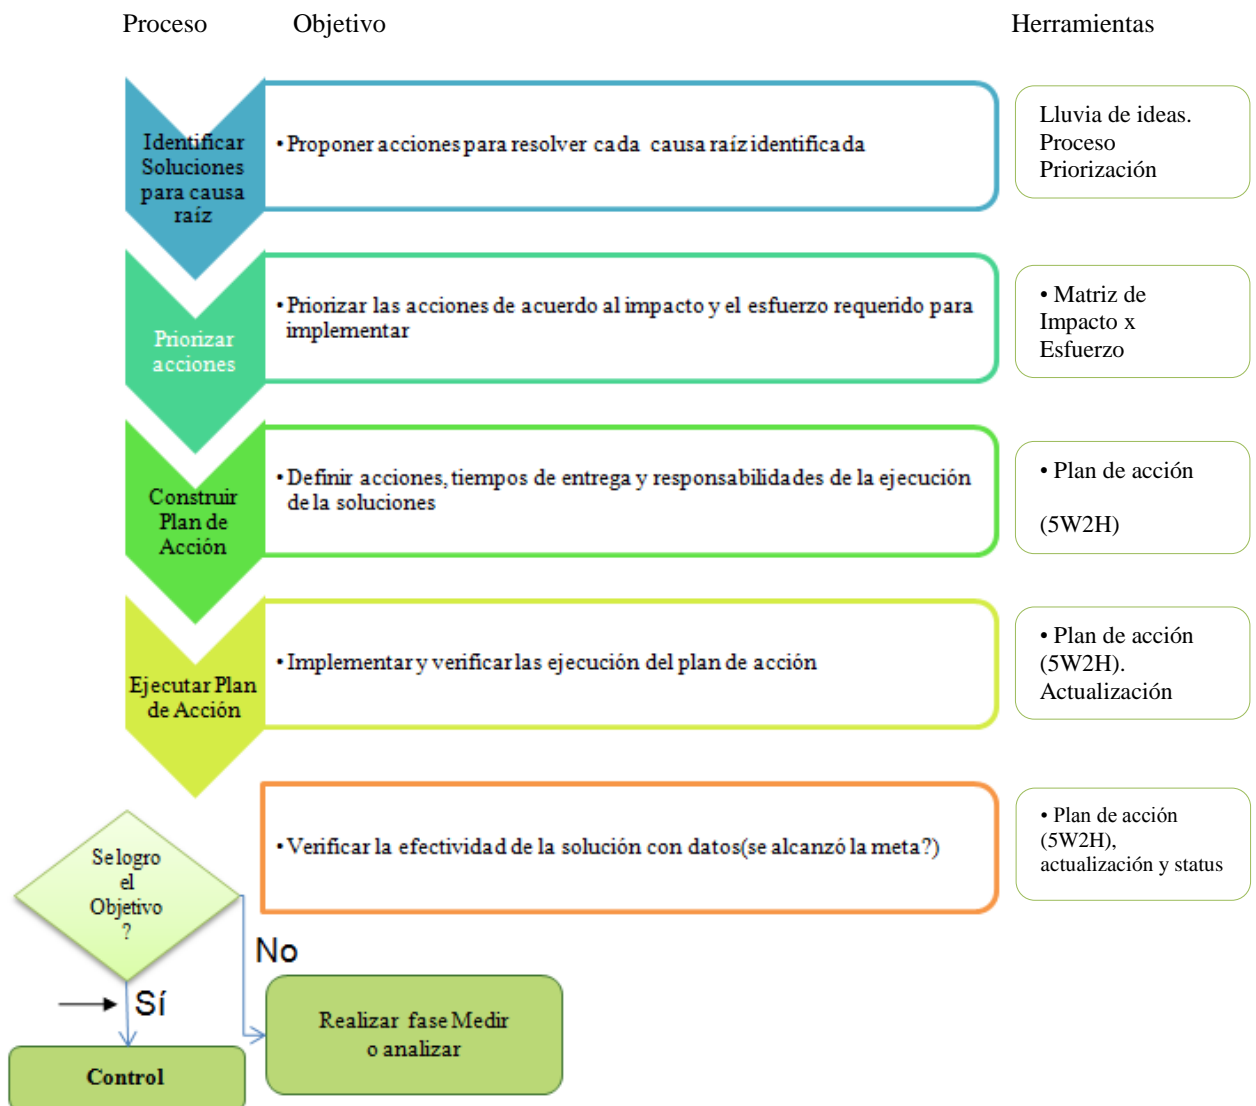 Proceso Objetivo Herramientas
Identificar
Soluciones
para causa
raíz
• Proponer acciones para resolver cada causa raíz identificada
Lluvia de ideas.
Proceso
Priorización
Priorizar
acciones
• Priorizar las acciones de acuerdo al impacto y el esfuerzo requerido para
implementar
• Matriz de
Impacto x
Esfuerzo
Construir
Plan de
Acción
• Definir acciones, tiempos de entrega y responsabilidades de la ejecución
de la soluciones
• Plan de acción
(5W2H)
Ejecutar Plan
de Acción
• Implementar y verificar las ejecución del plan de acción
• Plan de acción
(5W2H).
Actualización
Se logro
el
Objetivo
?
• Verificar la efectividad de la solución con datos(se alcanzó la meta?)
• Plan de acción
(5W2H),
actualización y status
No
Sí
Realizar fase Medir
o analizar
Control